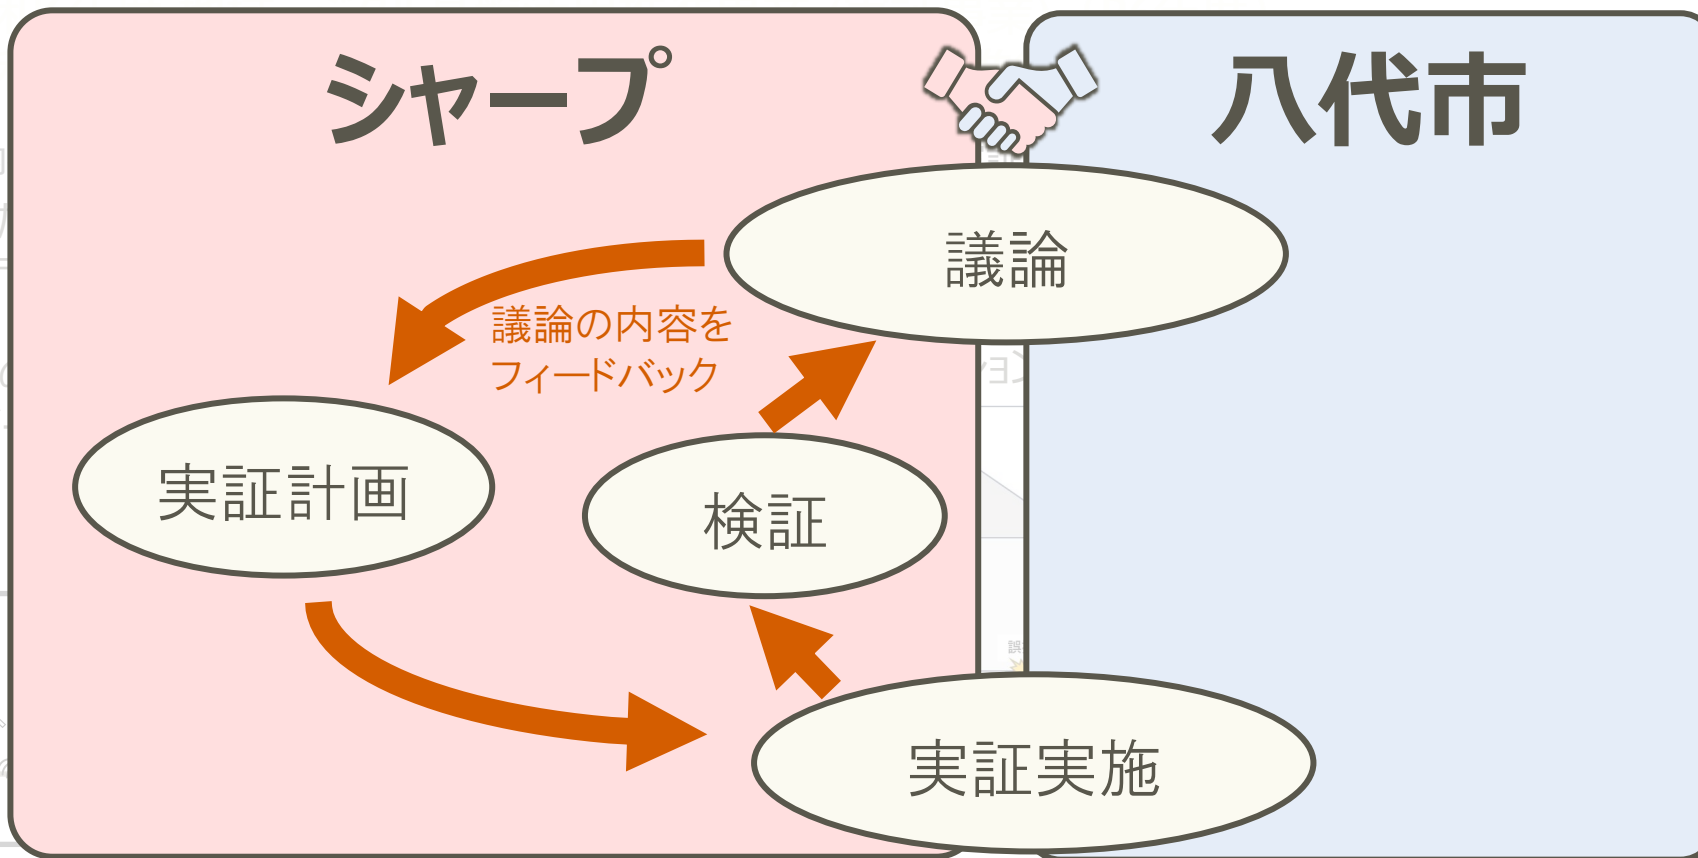 シャープ
八代市
議論
議論の内容を
フィードバック
実証計画
検証
実証実施